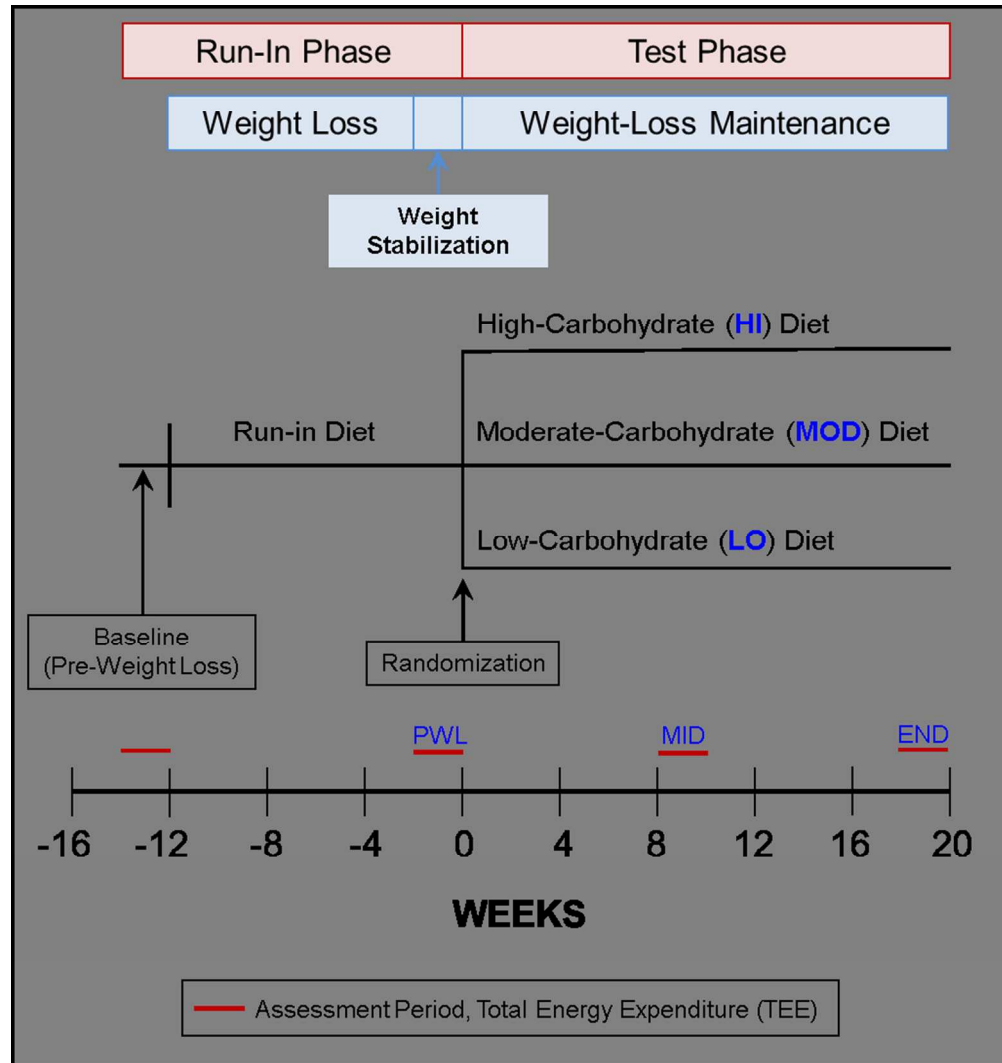 Run-In Phase
Test Phase
Weight Loss
Weight-Loss Maintenance
Weight
Stabilization
High-Carbohydrate (HI) Diet
Run-in Diet
Moderate-Carbohydrate (MOD) Diet
Low-Carbohydrate (LO) Diet
Baseline
(Pre-Weight Loss)
Randomization
PWL
MID
END
-16 -12 -8 -4 0 4 8 12 16 20
WEEKS
Assessment Period, Total Energy Expenditure (TEE)